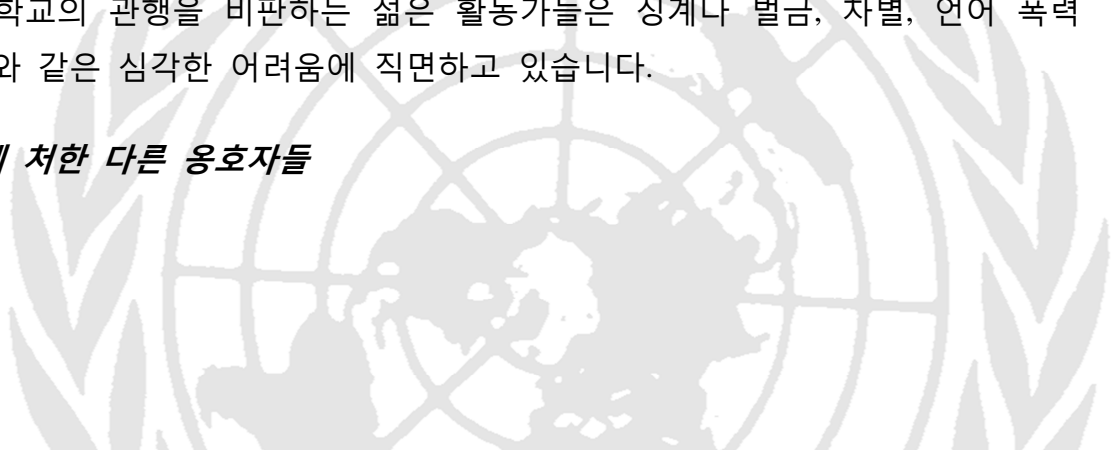 학교의 관행을 비판하는 젊은 활동가들은 징계나 벌금, 차별, 언어 폭력
와 같은 심각한 어려움에 직면하고 있습니다.
처한 다른 옹호자들